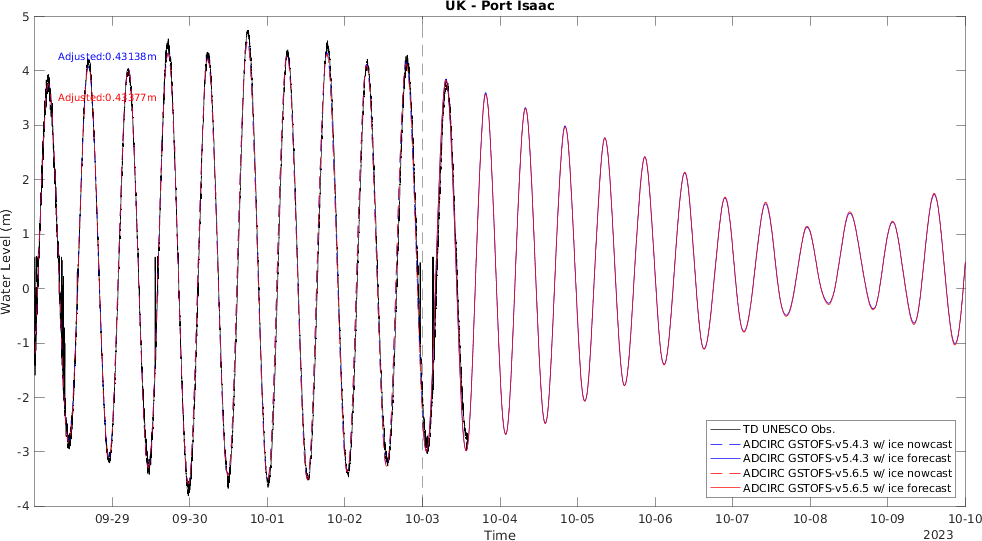 UK - Port Isaac
5
4
3
2
1
0
-1
-2
-3
-4
Water Level (m)
Adjusted:0.43138m
Adjusted:0.43377m
TD UNESCO Obs.
ADCIRC GSTOFS-v5.4.3 w/ ice nowcast
ADCIRC GSTOFS-v5.4.3 w/ ice forecast
ADCIRC GSTOFS-v5.6.5 w/ ice nowcast
ADCIRC GSTOFS-v5.6.5 w/ ice forecast
09-29 09-30 10-01 10-02 10-03 10-04 10-05 10-06 10-07 10-08 10-09 10-10
Time
2023